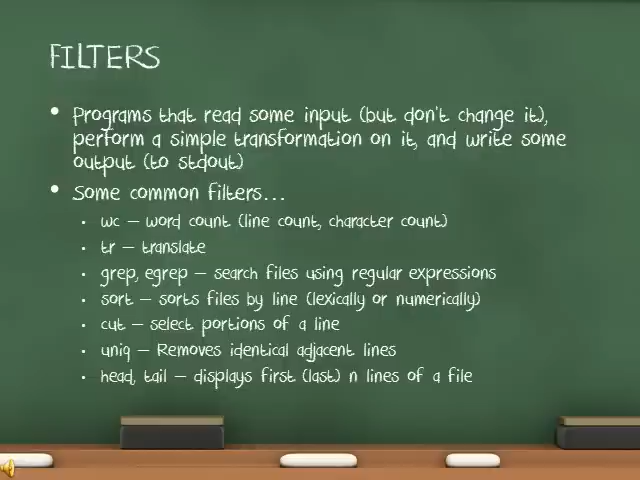 FILTERS
• Programs that read some input (but don't change it),
perform a simple transformation on it, and write some
output (to stdout)
• Some common filters...
• wc – word count (line count, character count)
• tr – translate
• grep, egrep – search files using regular expressions
• sort – sorts files by line (lexically or numerically)
• cut – select portions of a line
• uniq – Removes identical adjacent lines
• head, tail – displays first (last) n lines of a file